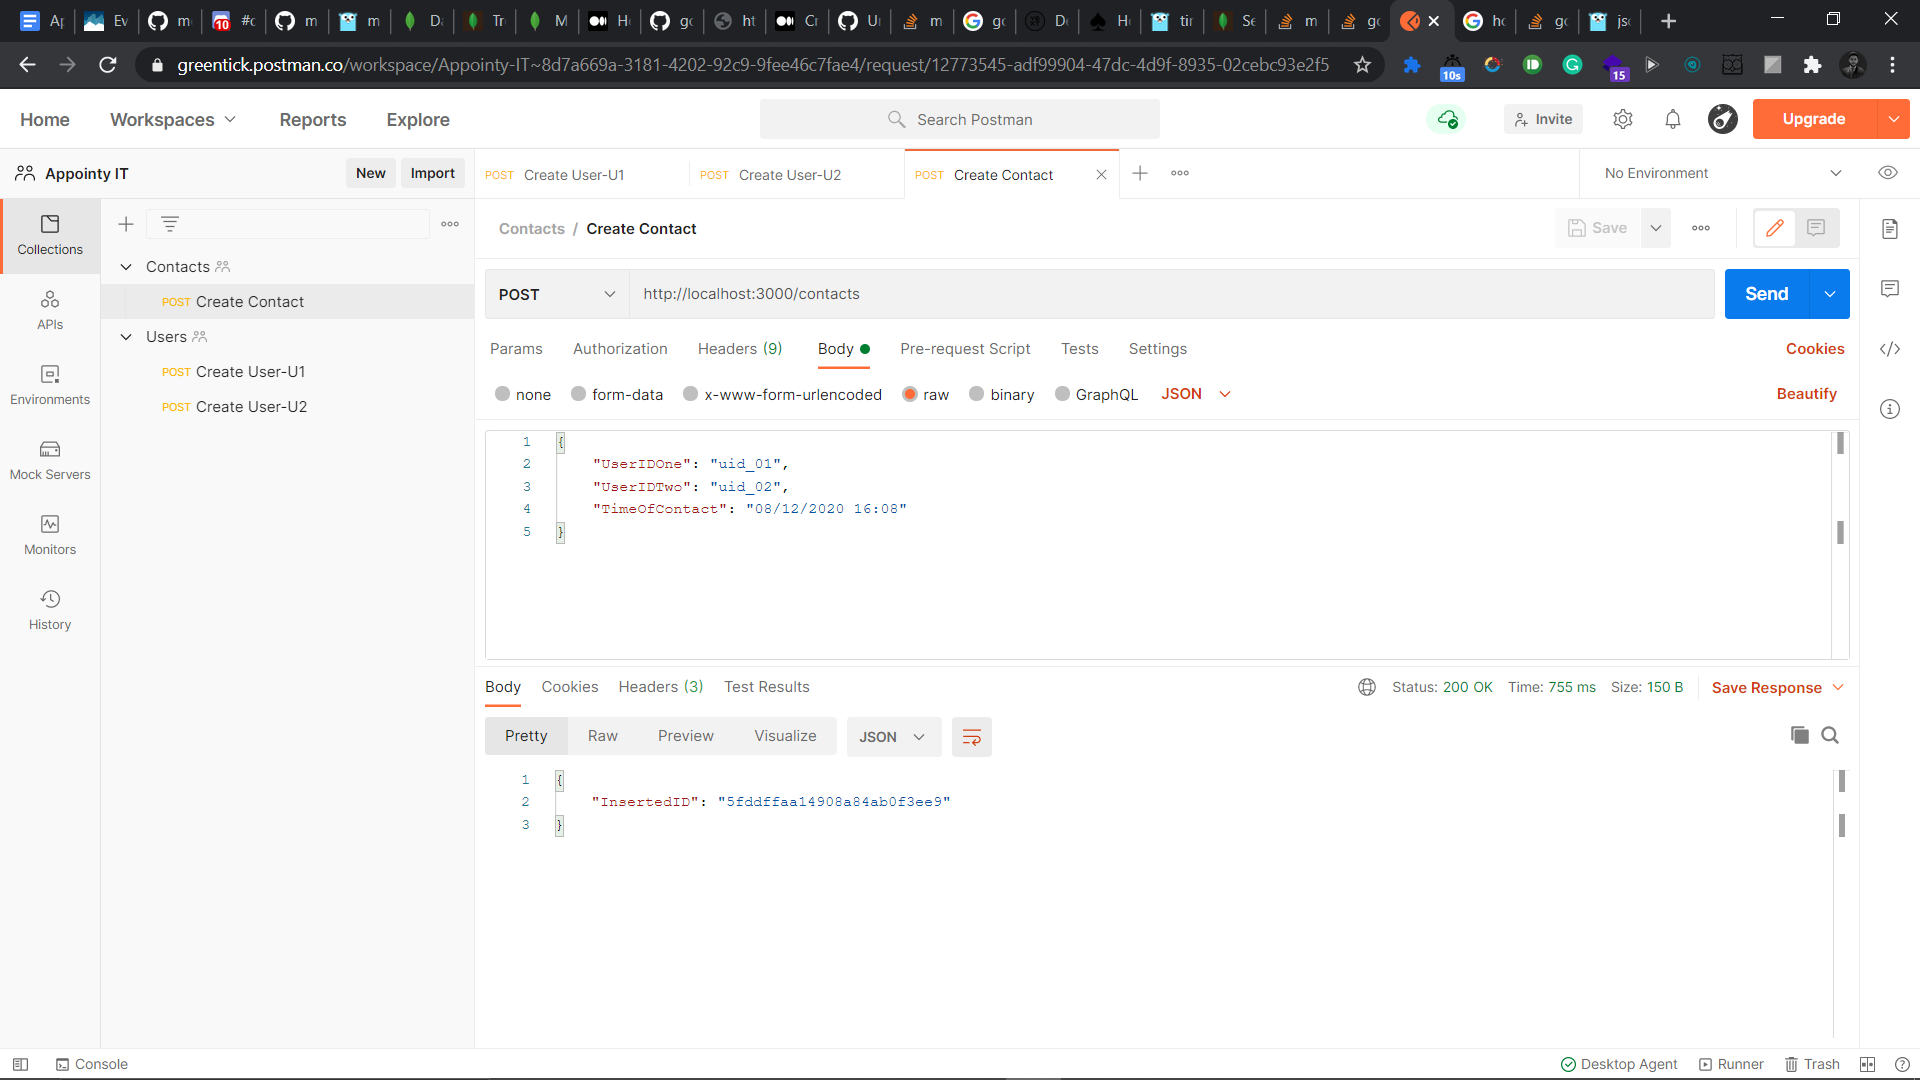 Ap Ev m #c m m Da Tr M He gc ht Cr Ur m gc De He tir Se m gc hc gc jsc
10
greentick.postman.co/workspace/Appointy-IT~8d7a669a-3181-4202-92c9-9fee46c7fae4/request/12773545-adf99904-47dc-4d9f-8935-02cebc93e2f5
10s 15
Home Workspaces Reports Explore Search Postman Invite Upgrade
Appointy IT New Import POST Create User-U1 POST Create User-U2 POST Create Contact No Environment
Collections
APIs
Environments
Mock Servers
Monitors
History
Contacts
POST Create Contact
Users
POST Create User-U1
POST Create User-U2
Contacts / Create Contact Save
POST http://localhost:3000/contacts Send
Params Authorization Headers (9) Body Pre-request Script Tests Settings Cookies
none form-data x-www-form-urlencoded raw binary GraphQL JSON Beautify
1 {
2 "UserIDOne": "uid_01",
3 "UserIDTwo": "uid_02",
4 "TimeOfContact": "08/12/2020 16:08"
5 }
Body Cookies Headers (3) Test Results Status: 200 OK Time: 755 ms Size: 150 B Save Response
Pretty Raw Preview Visualize JSON
1 {
2 "InsertedID": "5fddffaa14908a84ab0f3ee9"
3 }
Console Desktop Agent Runner Trash